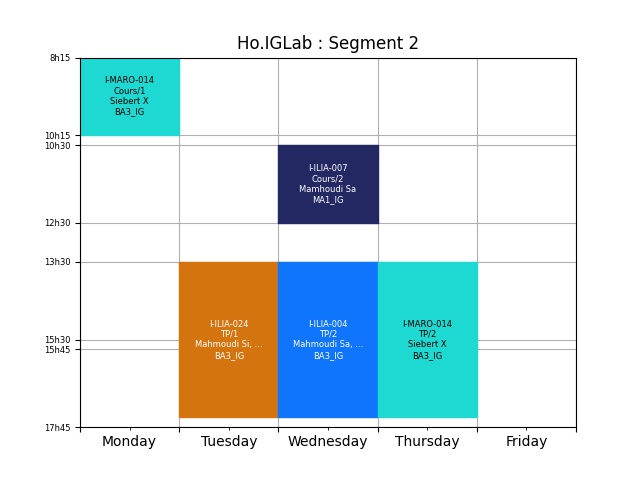 Ho.IGLab : Segment 2
8h15
10h15
10h30
12h30
13h30
15h30
15h45
17h45
I-MARO-014
Cours/1
Siebert X
BA3_IG
I-ILIA-007
Cours/2
Mamhoudi Sa
MA1_IG
I-ILIA-024
TP/1
Mahmoudi Si, ...
BA3_IG
I-ILIA-004
TP/2
Mahmoudi Sa, ...
BA3_IG
I-MARO-014
TP/2
Siebert X
BA3_IG
Monday
Tuesday
Wednesday
Thursday
Friday